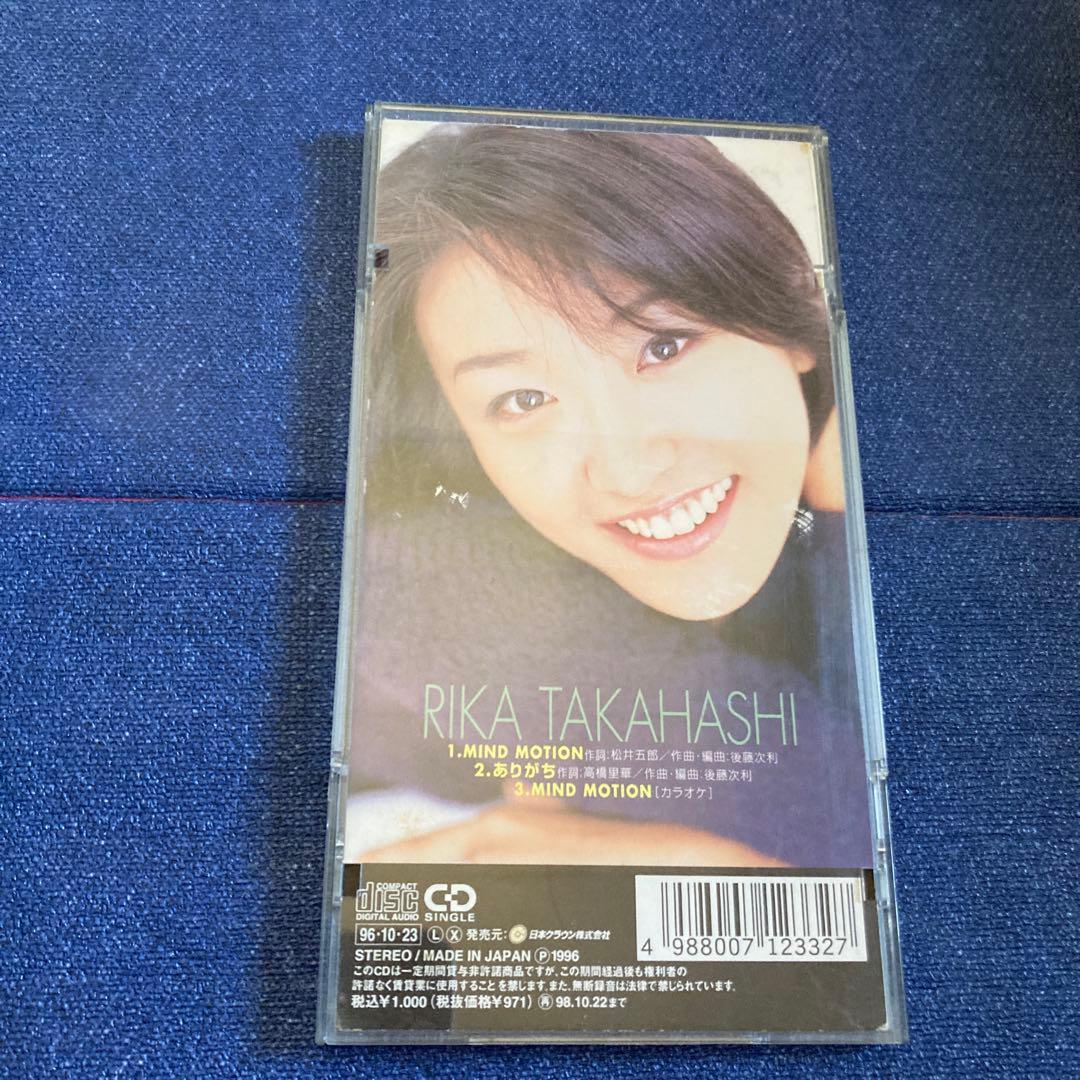 RIKA TAKAHASHI
1.MIND MOTION 作詞:松井五郎/作曲・編曲:後藤次利
2.ありがち 作詞:高橋里華/作曲・編曲:後藤次利
3.MIND MOTION[カラオケ]
COMPACT disc DIGITAL AUDIO
CD SINGLE
96・10・23 Ⓛ Ⓧ 発売元: 日本クラウン株式会社
STEREO / MADE IN JAPAN Ⓟ1996
このCDは一定期間貸与非許諾商品ですが、この期間経過後も権利者の
許諾なく賃貸業に使用することを禁じます。また、無断録音は法律で禁じられています。
税込¥1.000(税抜価格¥971) ㊐98.10.22まで
4 988007 123327